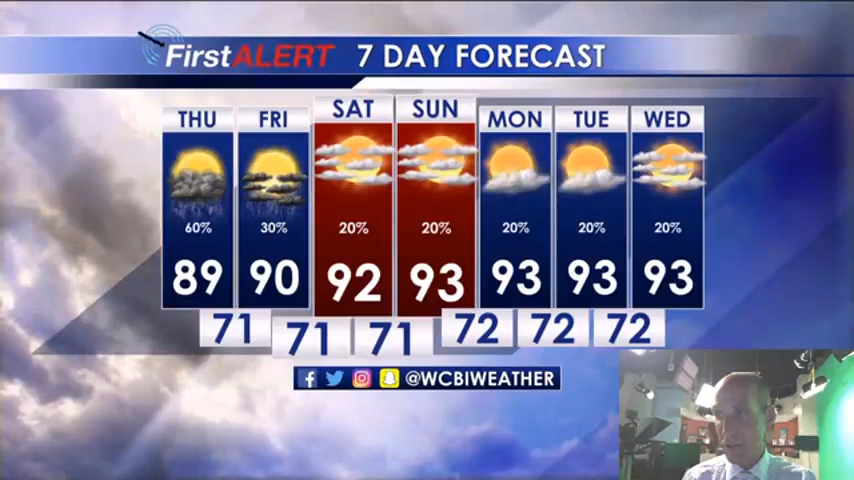 FirstALERT 7 DAY FORECAST
THU FRI SAT SUN MON TUE WED
60% 30% 20% 20% 20% 20% 20%
89 90 92 93 93 93 93
71 71 71 72 72 72
@WCBIWEATHER